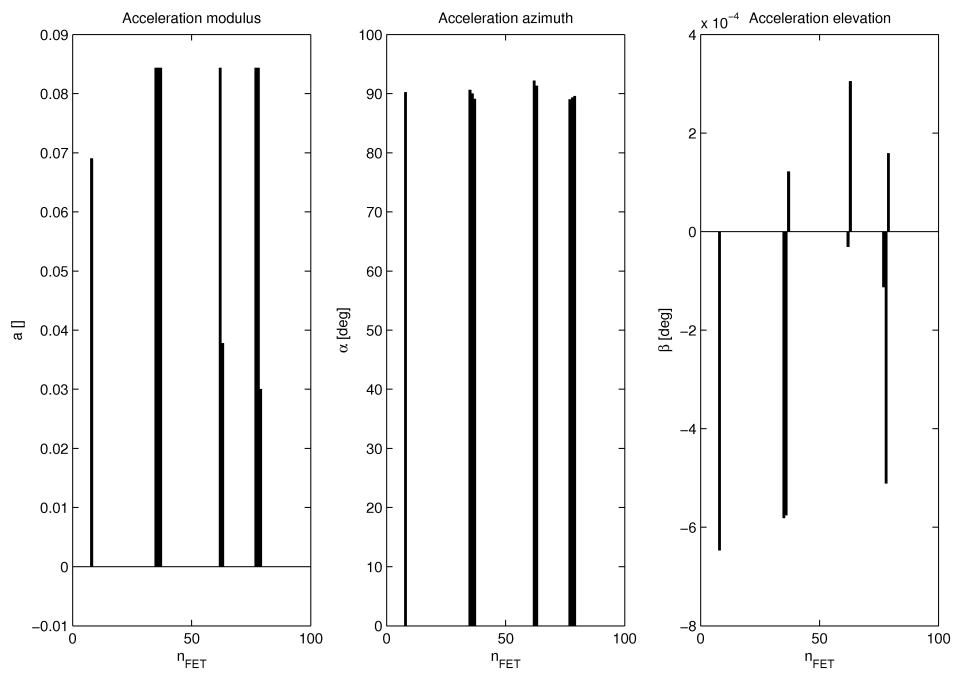 Acceleration modulus
0.09
0.08
0.07
0.06
0.05
0.04
0.03
0.02
0.01
0
−0.01
a []
0 50 100
n_FET
Acceleration azimuth
100
90
80
70
60
50
40
30
20
10
0
α [deg]
0 50 100
n_FET
x 10^−4 Acceleration elevation
4
2
0
−2
−4
−6
−8
β [deg]
0 50 100
n_FET